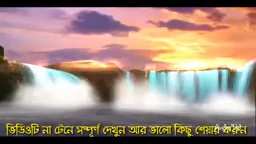 ভিডিওটি না টেনে সম্পূর্ণ দেখুন আর ভালো কিছু শেয়ার করুন